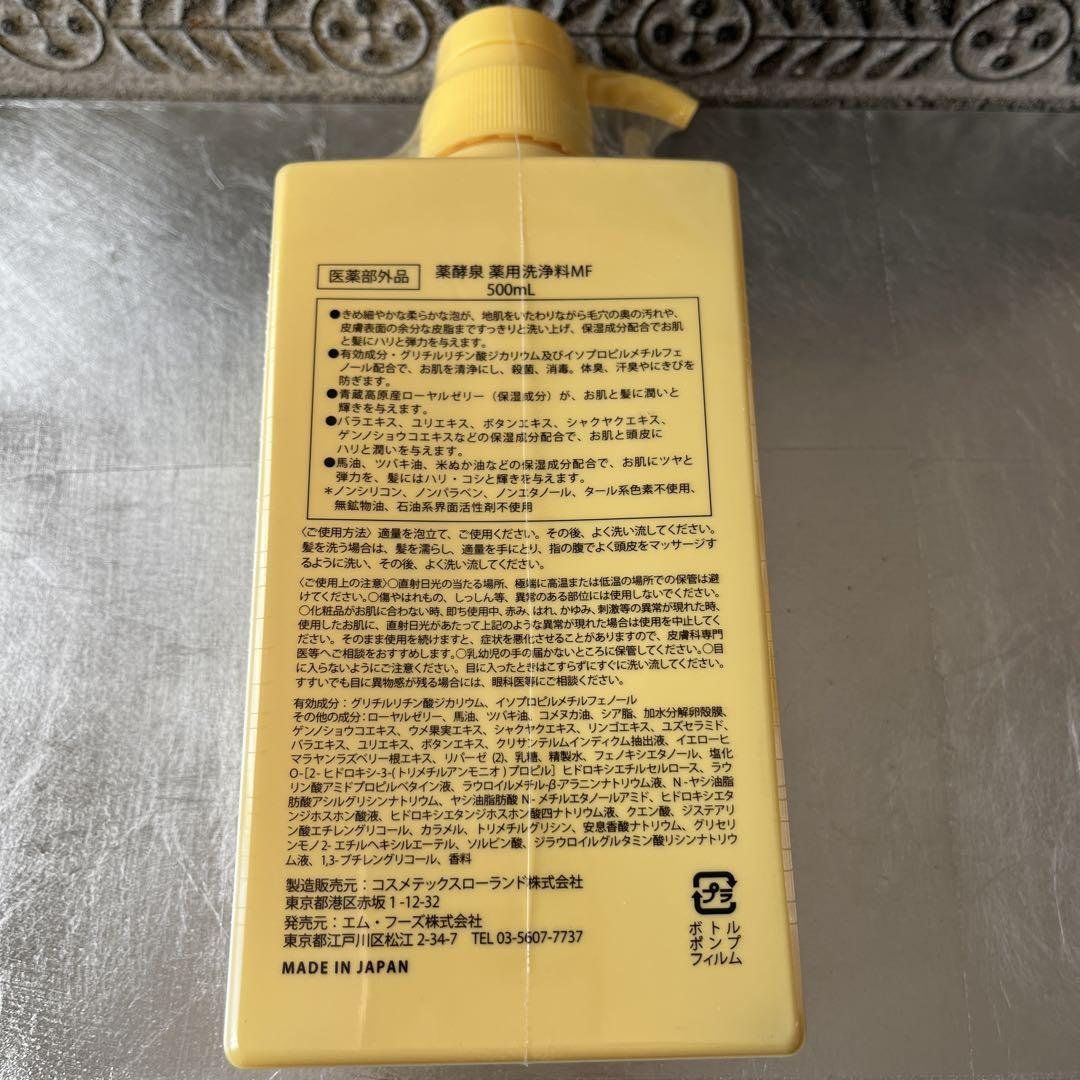 医薬部外品
薬酵泉 薬用洗浄料MF
500mL
●きめ細やかな柔らかな泡が、地肌をいたわりながら毛穴の奥の汚れや、
皮膚表面の余分な皮脂まですっきりと洗い上げ、保湿成分配合でお肌
と髪にハリと弾力を与えます。
●有効成分・グリチルリチン酸ジカリウム及びイソプロピルメチルフェ
ノール配合で、お肌を清浄にし、殺菌、消毒。体臭、汗臭やにきびを
防ぎます。
●青蔵高原産ローヤルゼリー（保湿成分）が、お肌と髪に潤いと
輝きを与えます。
●バラエキス、ユリエキス、ボタンエキス、シャクヤクエキス、
ゲンノショウコエキスなどの保湿成分配合で、お肌と頭皮に
ハリと潤いを与えます。
●馬油、ツバキ油、米ぬか油などの保湿成分配合で、お肌にツヤと
弾力を、髪にはハリ・コシと輝きを与えます。
＊ノンシリコン、ノンパラベン、ノンエタノール、タール系色素不使用、
無鉱物油、石油系界面活性剤不使用
〈ご使用方法〉適量を泡立て、ご使用ください。その後、よく洗い流してください。
髪を洗う場合は、髪を濡らし、適量を手にとり、指の腹でよく頭皮をマッサージす
るように洗い、その後、よく洗い流してください。
〈ご使用上の注意〉○直射日光の当たる場所、極端に高温または低温の場所での保管は避
けてください。○傷やはれもの、しっしん等、異常のある部位には使用しないでください。
○化粧品がお肌に合わない時、即ち使用中、赤み、はれ、かゆみ、刺激等の異常が現れた時、
使用したお肌に、直射日光があたって上記のような異常が現れた場合は使用を中止してく
ださい。そのまま使用を続けますと、症状を悪化させることがありますので、皮膚科専門
医等へご相談をおすすめします。○乳幼児の手の届かないところに保管してください。○目
に入らないようにご注意ください。目に入ったときはこすらずにすぐに洗い流してください。
すすいでも目に異物感が残る場合には、眼科医等にご相談ください。
有効成分：グリチルリチン酸ジカリウム、イソプロピルメチルフェノール
その他の成分：ローヤルゼリー、馬油、ツバキ油、コメヌカ油、シア脂、加水分解卵殻膜、
ゲンノショウコエキス、ウメ果実エキス、シャクヤクエキス、リンゴエキス、ユズセラミド、
バラエキス、ユリエキス、ボタンエキス、クリサンテルムインディクム抽出液、イエローヒ
マラヤンラズベリー根エキス、リパーゼ (2)、乳糖、精製水、フェノキシエタノール、塩化
O-[2-ヒドロキシ-3-(トリメチルアンモニオ)プロピル]ヒドロキシエチルセルロース、ラウ
リン酸アミドプロピルベタイン液、ラウロイルメチル-β-アラニンナトリウム液、N-ヤシ油脂
肪酸アシルグリシンナトリウム、ヤシ油脂肪酸 N-メチルエタノールアミド、ヒドロキシエタ
ンジホスホン酸液、ヒドロキシエタンジホスホン酸四ナトリウム液、クエン酸、ジステアリ
ン酸エチレングリコール、カラメル、トリメチルグリシン、安息香酸ナトリウム、グリセリ
ンモノ2-エチルヘキシルエーテル、ソルビン酸、ジラウロイルグルタミン酸リシンナトリウ
ム液、1,3-ブチレングリコール、香料
製造販売元：コスメテックスローランド株式会社
東京都港区赤坂 1 -12-32
発売元：エム・フーズ株式会社
東京都江戸川区松江 2-34-7 TEL 03-5607-7737
MADE IN JAPAN
プラ
ボトル
ポンプ
フィルム